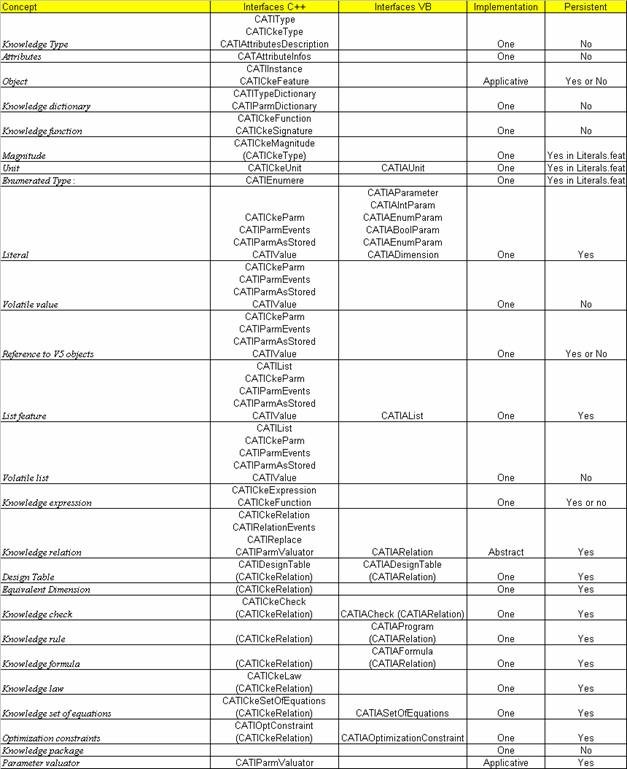 Concept Interfaces C++ Interfaces VB Implementation Persistent
CATIType
CATICkeType
Knowledge Type CATIAttributesDescription One No
Attributes CATAttributeInfos One No
CATIInstance
Object CATICkeFeature Applicative Yes or No
CATITypeDictionary
Knowledge dictionary CATIParmDictionary One No
CATICkeFunction
Knowledge function CATICkeSignature One No
CATICkeMagnitude
Magnitude (CATICkeType) One Yes in Literals.feat
Unit CATICkeUnit CATIAUnit One Yes in Literals.feat
Enumerated Type : CATIEnumere One Yes in Literals.feat
CATIAParameter
CATIAIntParam
CATICkeParm CATIAEnumParam
CATIParmEvents CATIABoolParam
CATIParmAsStored CATIAEnumParam
Literal CATIValue CATIADimension One Yes
CATICkeParm
CATIParmEvents
CATIParmAsStored
Volatile value CATIValue One No
CATICkeParm
CATIParmEvents
CATIParmAsStored
Reference to V5 objects CATIValue One Yes or No
CATIList
CATICkeParm
CATIParmEvents
CATIParmAsStored
List feature CATIValue CATIAList One Yes
CATIList
CATICkeParm
CATIParmEvents
CATIParmAsStored
Volatile list CATIValue One No
CATICkeExpression
Knowledge expression CATICkeFunction One Yes or no
CATICkeRelation
CATIRelationEvents
CATIReplace
Knowledge relation CATIParmValuator CATIARelation Abstract Yes
CATIDesignTable CATIADesignTable
Design Table (CATICkeRelation) (CATIARelation) One Yes
Equivalent Dimension (CATICkeRelation) One Yes
CATICkeCheck
Knowledge check (CATICkeRelation) CATIACheck (CATIARelation) One Yes
CATIAProgram
Knowledge rule (CATICkeRelation) (CATIARelation) One Yes
CATIAFormula
Knowledge formula (CATICkeRelation) (CATIARelation) One Yes
CATICkeLaw
Knowledge law (CATICkeRelation) One Yes
CATICkeSetOfEquations
Knowledge set of equations (CATICkeRelation) CATIASetOfEquations One Yes
CATIOptConstraint
Optimization constraints (CATICkeRelation) CATIAOptimizationConstraint One Yes
Knowledge package One No
Parameter valuator CATIParmValuator Applicative Yes